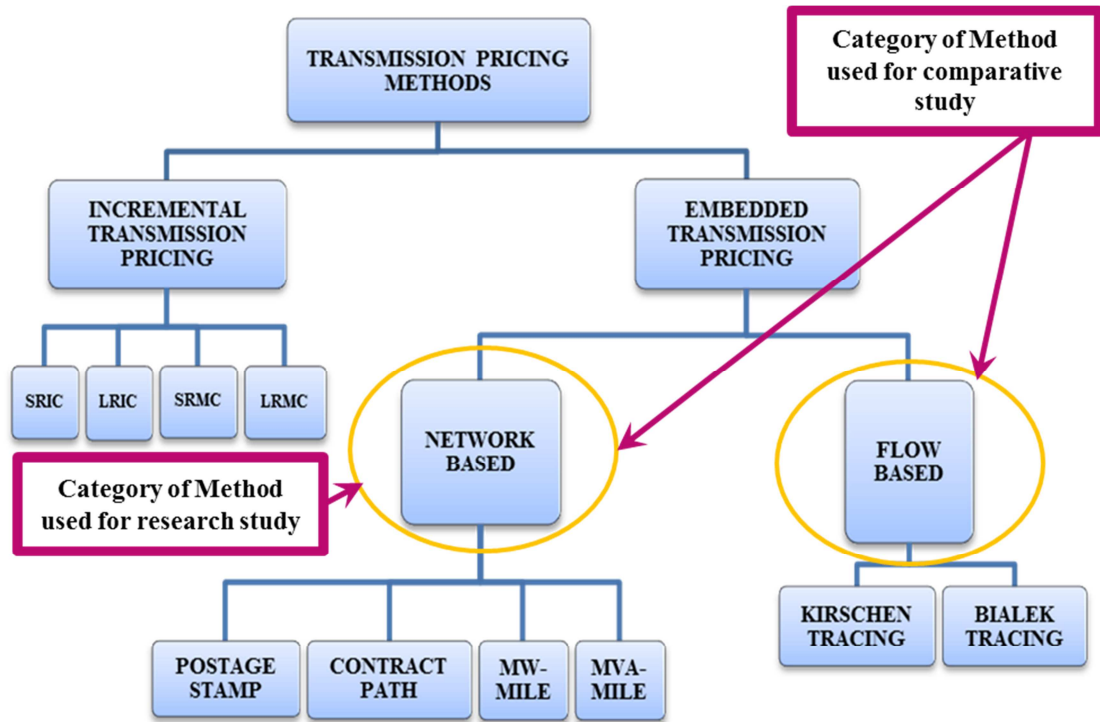 TRANSMISSION PRICING
METHODS
Category of Method
used for comparative
study
INCREMENTAL
TRANSMISSION
PRICING
EMBEDDED
TRANSMISSION
PRICING
SRIC
LRIC
SRMC
LRMC
NETWORK
BASED
FLOW
BASED
Category of Method
used for research study
POSTAGE
STAMP
CONTRACT
PATH
MW-
MILE
MVA-
MILE
KIRSCHEN
TRACING
BIALEK
TRACING